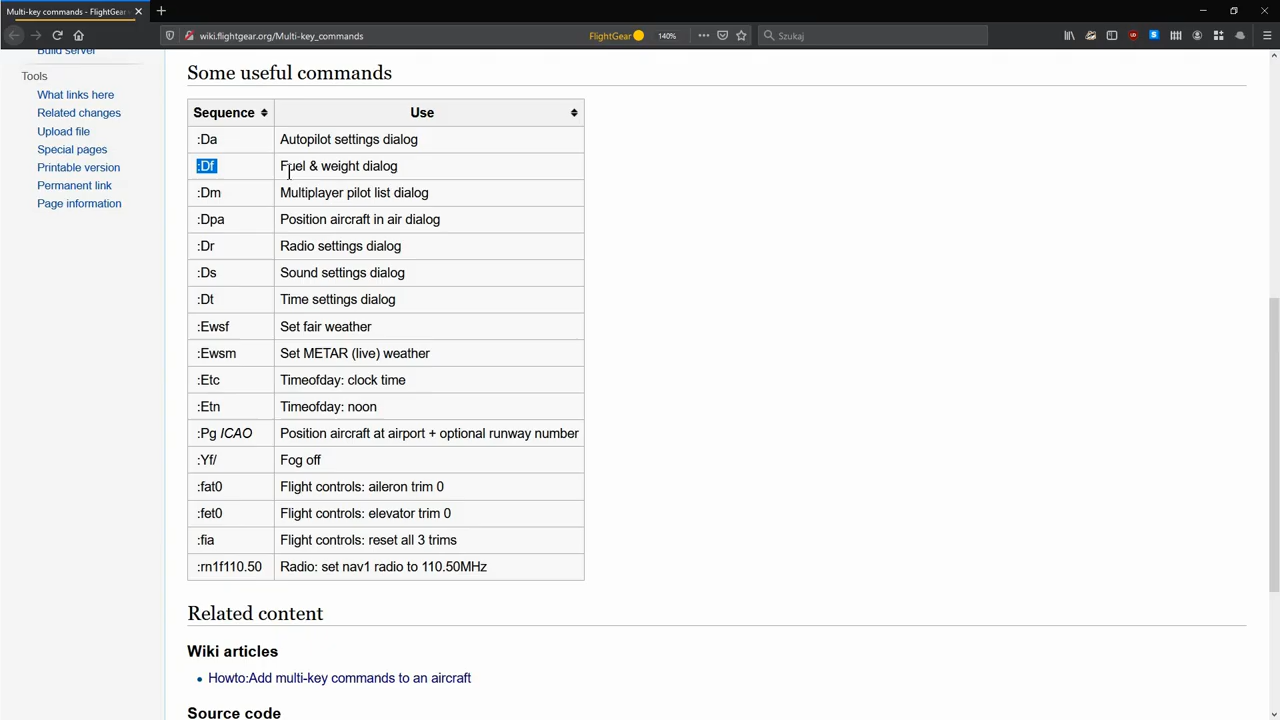 Multi-key commands - FlightGear
wiki.flightgear.org/Multi-key_commands
FlightGear
140%
Szukaj
Build server
Tools
What links here
Related changes
Upload file
Special pages
Printable version
Permanent link
Page information
Some useful commands
Sequence Use
:Da Autopilot settings dialog
:Df Fuel & weight dialog
:Dm Multiplayer pilot list dialog
:Dpa Position aircraft in air dialog
:Dr Radio settings dialog
:Ds Sound settings dialog
:Dt Time settings dialog
:Ewsf Set fair weather
:Ewsm Set METAR (live) weather
:Etc Timeofday: clock time
:Etn Timeofday: noon
:Pg ICAO Position aircraft at airport + optional runway number
:Yf/ Fog off
:fat0 Flight controls: aileron trim 0
:fet0 Flight controls: elevator trim 0
:fia Flight controls: reset all 3 trims
:rn1f110.50 Radio: set nav1 radio to 110.50MHz
Related content
Wiki articles
Howto:Add multi-key commands to an aircraft
Source code